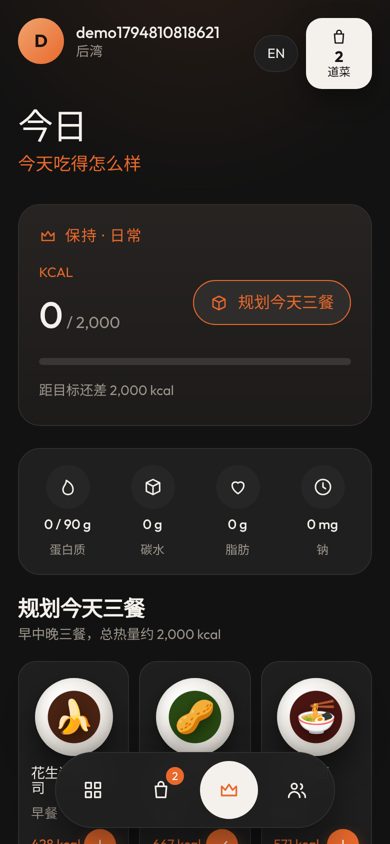 D
demo1794810818621
后湾
EN
2
道菜
今日
今天吃得怎么样
保持 · 日常
KCAL
0 / 2,000
规划今天三餐
距目标还差 2,000 kcal
0 / 90 g
0 g
0 g
0 mg
蛋白质
碳水
脂肪
钠
规划今天三餐
早中晚三餐，总热量约 2,000 kcal
花生
司
早餐
2